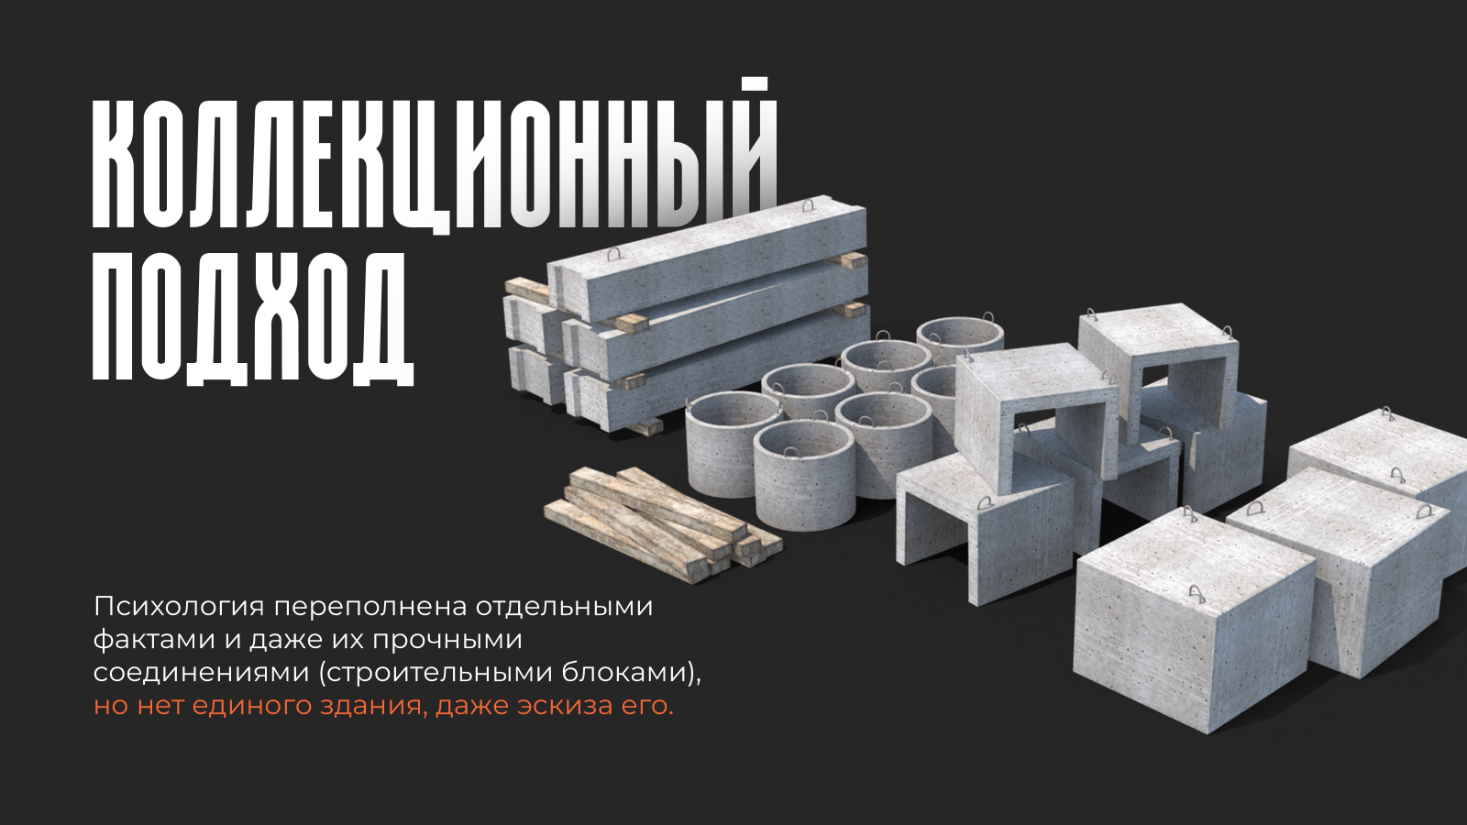 КОЛЛЕКЦИОННЫЙ
ПОДХОД
Психология переполнена отдельными
фактами и даже их прочными
соединениями (строительными блоками),
но нет единого здания, даже эскиза его.